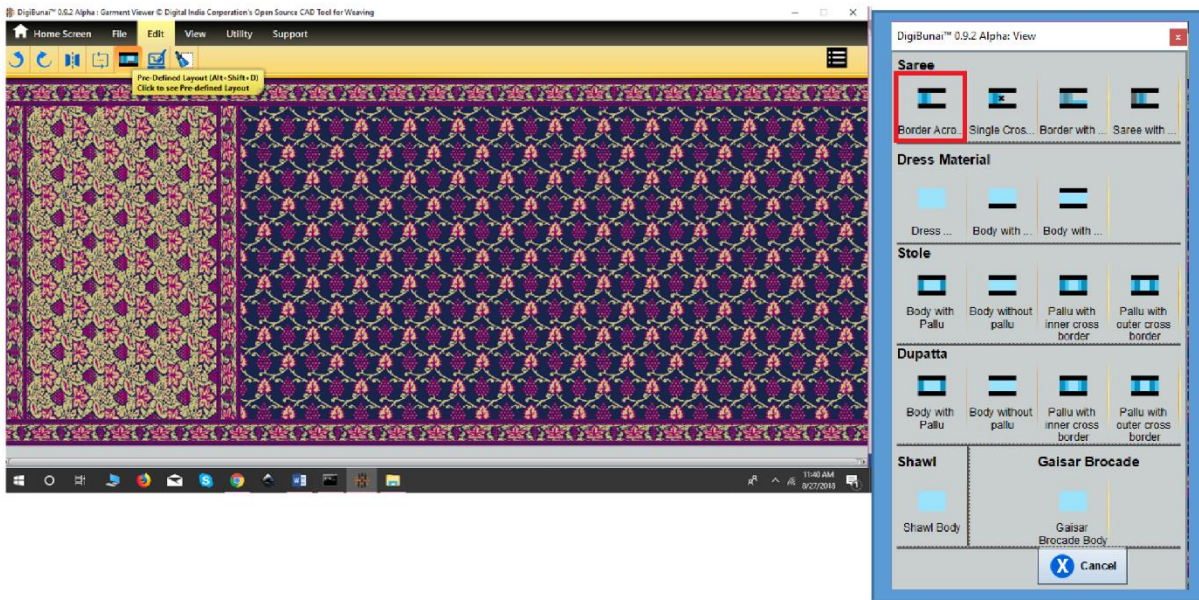 DigiBunai™ 0.9.2 Alpha : Garment Viewer © Digital India Corporation's Open Source CAD Tool for Weaving
Home Screen File Edit View Utility Support
Pre-Defined Layout (Alt+Shift+D)
Click to see Pre-defined Layout
11:40 AM
8/27/2018
DigiBunai™ 0.9.2 Alpha: View
Saree
Border Acro... Single Cros... Border with ... Saree with ...
Dress Material
Dress ... Body with ... Body with ...
Stole
Body with Body without Pallu with Pallu with
Pallu pallu inner cross outer cross
border border
Dupatta
Body with Body without Pallu with Pallu with
Pallu pallu inner cross outer cross
border border
Shawl Gaisar Brocade
Shawl Body Gaisar
Brocade Body
X Cancel